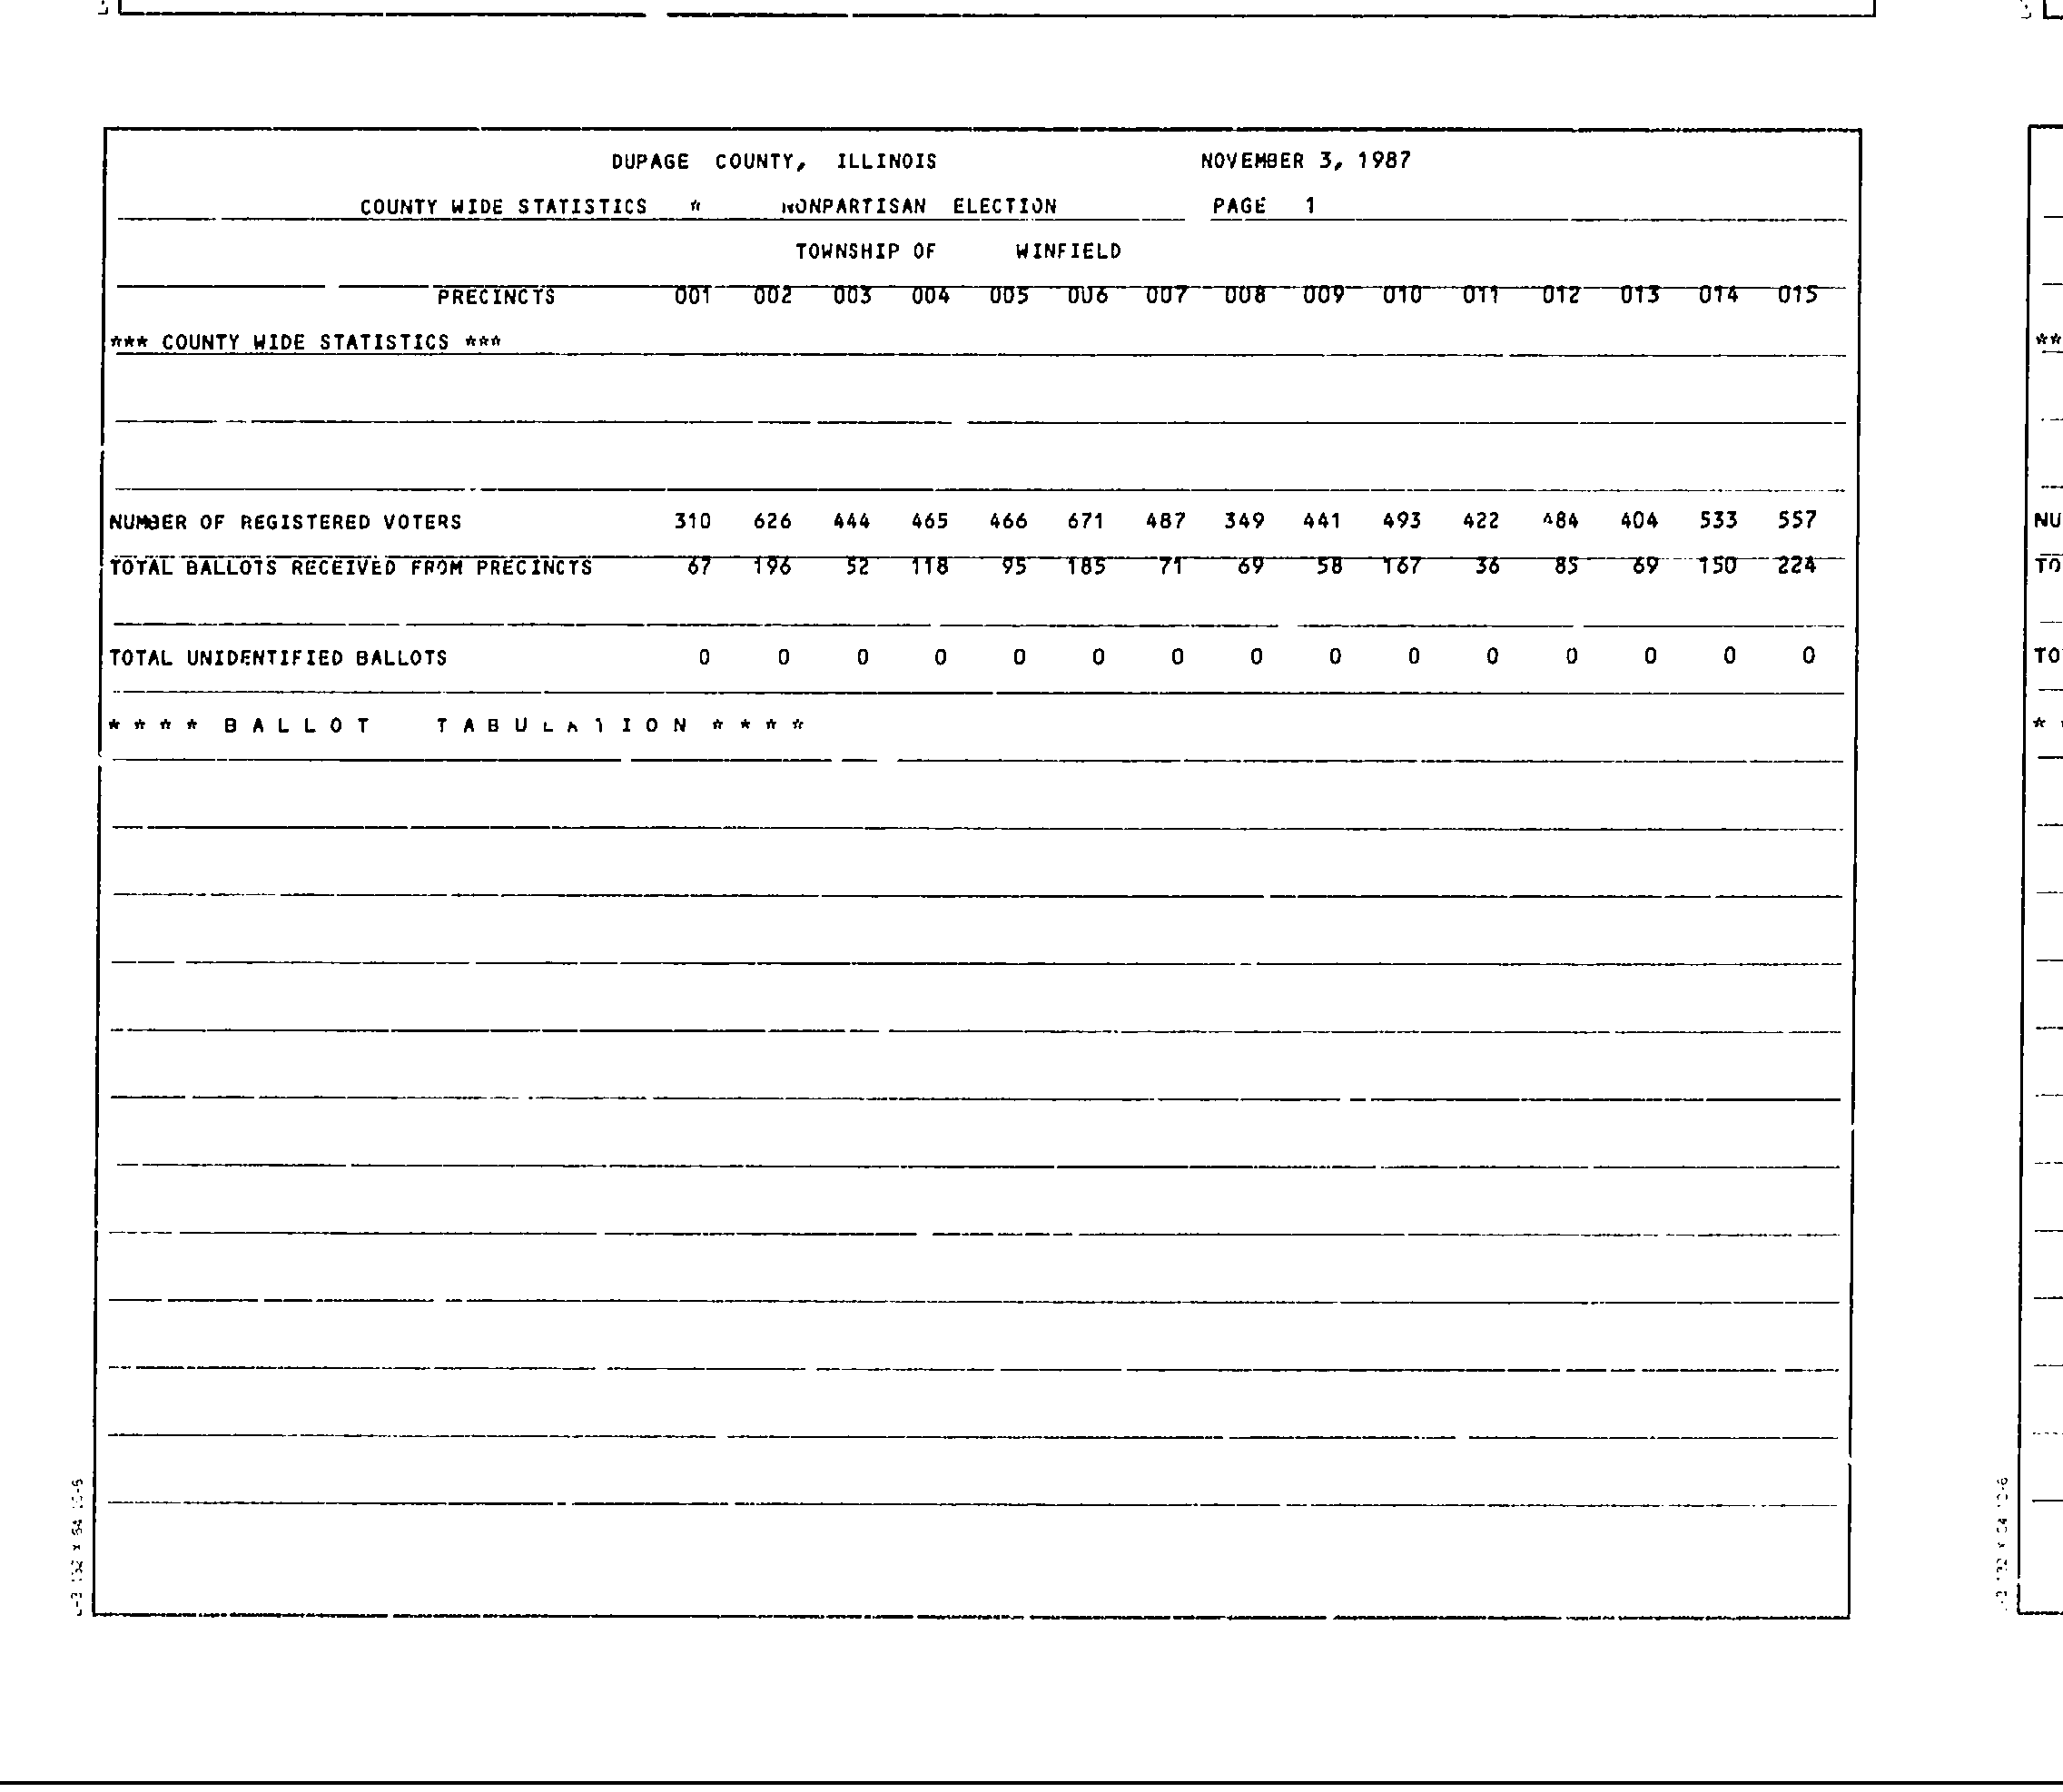 DUPAGE COUNTY, ILLINOIS NOVEMBER 3, 1987
COUNTY WIDE STATISTICS * NONPARTISAN ELECTION PAGE 1
TOWNSHIP OF WINFIELD
PRECINCTS 001 002 003 004 005 006 007 008 009 010 011 012 013 014 015
*** COUNTY WIDE STATISTICS ***
NUMBER OF REGISTERED VOTERS 310 626 444 465 466 671 487 349 441 493 422 484 404 533 557
TOTAL BALLOTS RECEIVED FROM PRECINCTS 67 196 52 118 95 185 71 69 58 167 36 85 69 150 224
TOTAL UNIDENTIFIED BALLOTS 0 0 0 0 0 0 0 0 0 0 0 0 0 0 0
* * * * B A L L O T T A B U L A T I O N * * * *
**
NU
TO
TO
*